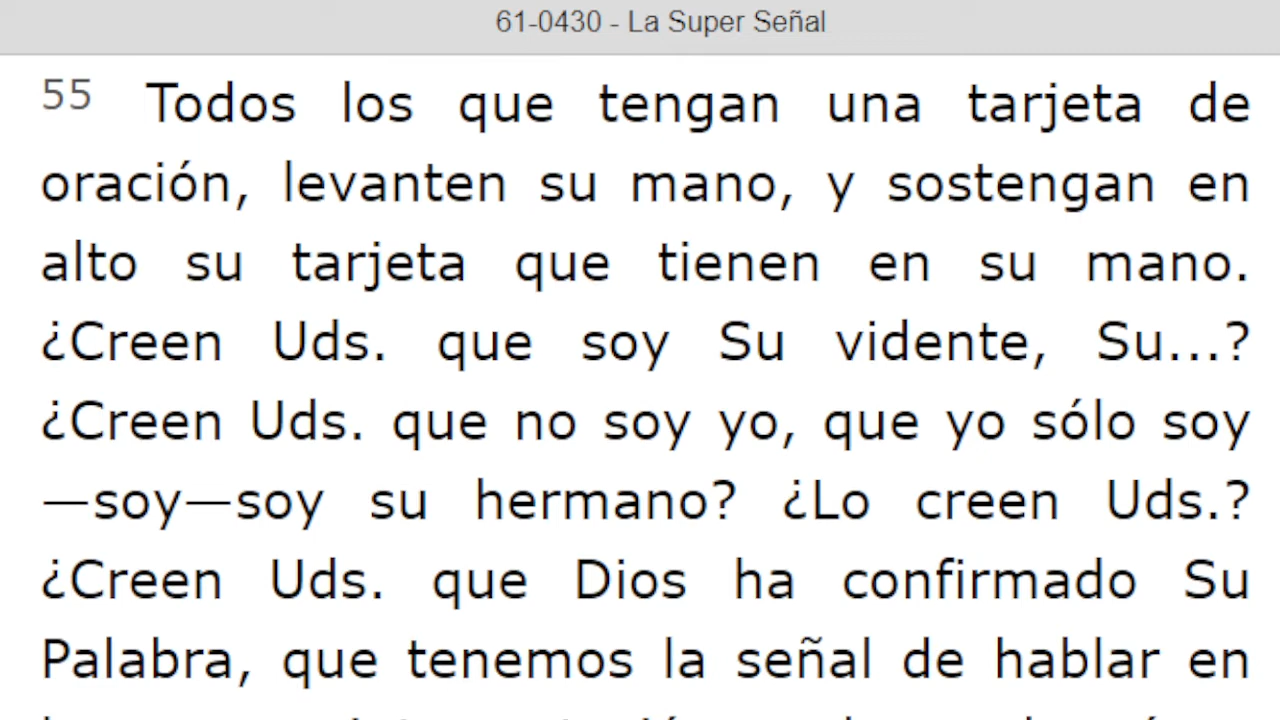 61-0430 - La Super Señal
55 Todos los que tengan una tarjeta de
oración, levanten su mano, y sostengan en
alto su tarjeta que tienen en su mano.
¿Creen Uds. que soy Su vidente, Su...?
¿Creen Uds. que no soy yo, que yo sólo soy
—soy—soy su hermano? ¿Lo creen Uds.?
¿Creen Uds. que Dios ha confirmado Su
Palabra, que tenemos la señal de hablar en